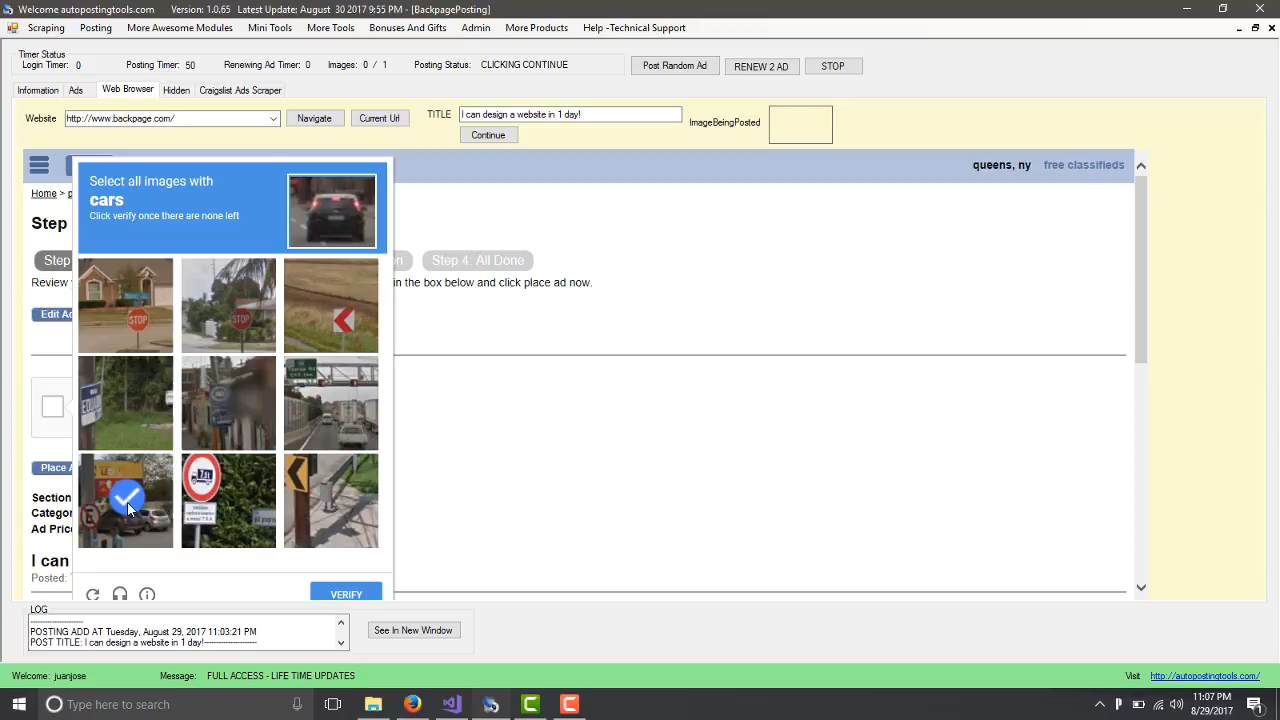 Welcome autopostingtools.com Version: 1.0.65 Latest Update: August 30 2017 9:55 PM - [BackpagePosting]
Scraping Posting More Awesome Modules Mini Tools More Tools Bonuses And Gifts Admin More Products Help -Technical Support
Timer Status
Login Timer: 0 Posting Timer: 50 Renewing Ad Timer: 0 Images: 0 / 1 Posting Status: CLICKING CONTINUE Post Random Ad RENEW 2 AD STOP
Information Ads Web Browser Hidden Craigslist Ads Scraper
Website http://www.backpage.com/ Navigate Current Url TITLE I can design a website in 1 day! ImageBeingPosted
Continue
queens, ny free classifieds
Select all images with
cars
Click verify once there are none left
Home >
Step
Step Step 4: All Done
Review in the box below and click place ad now.
STOP STOP
Edit Ad
Place A
Section
Catego
Ad Pric
I can
Posted:
VERIFY
LOG
POSTING ADD AT Tuesday, August 29, 2017 11:03:21 PM
POST TITLE: I can design a website in 1 day!--------------------
See In New Window
Welcome: juanjose Message: FULL ACCESS - LIFE TIME UPDATES Visit http://autopostingtools.com/
Type here to search
11:07 PM
8/29/2017